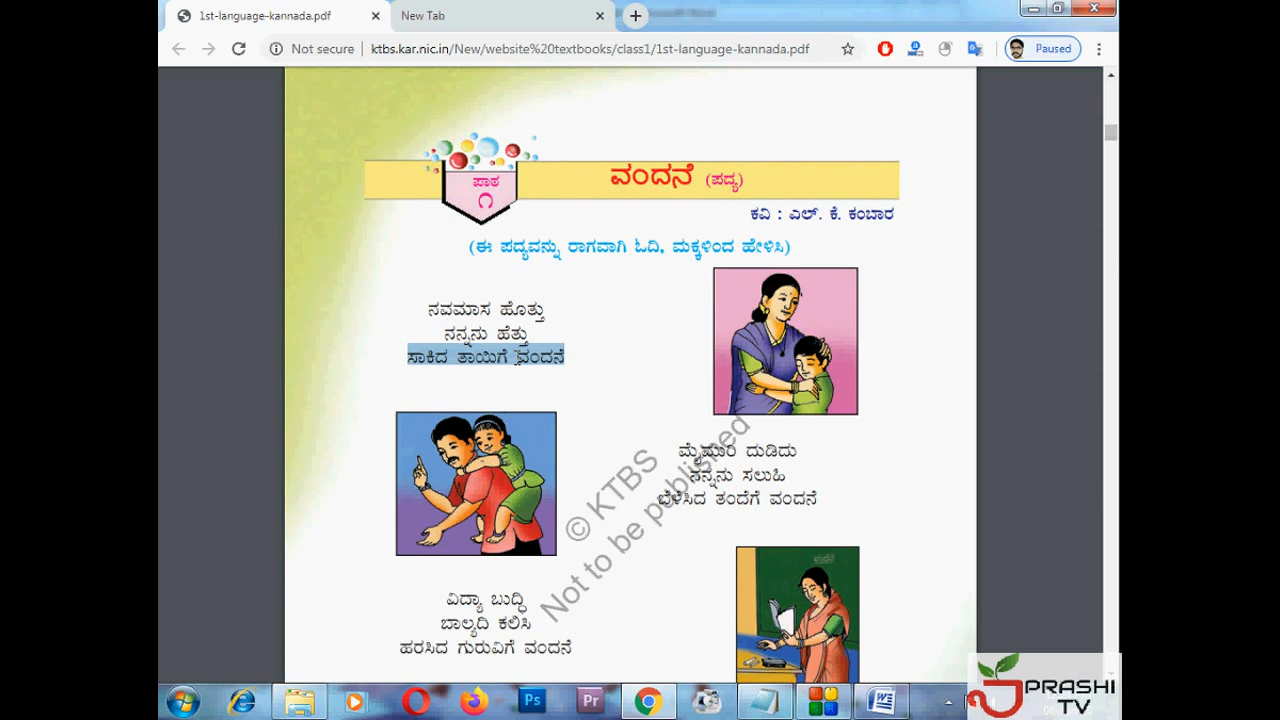 1st-language-kannada.pdf
New Tab
Not secure
ktbs.kar.nic.in/New/website%20textbooks/class1/1st-language-kannada.pdf
Paused
ಪಾಠ
೧
ವಂದನೆ (ಪದ್ಯ)
ಕವಿ : ಎಲ್. ಕೆ. ಕಂಬಾರ
(ಈ ಪದ್ಯವನ್ನು ರಾಗವಾಗಿ ಓದಿ, ಮಕ್ಕಳಿಂದ ಹೇಳಿಸಿ)
ನವಮಾಸ ಹೊತ್ತು
ನನ್ನನು ಹೆತ್ತು
ಸಾಕಿದ ತಾಯಿಗೆ ವಂದನೆ
ಮೈಮುರಿ ದುಡಿದು
ನನ್ನನು ಸಲುಹಿ
ಬೆಳೆಸಿದ ತಂದೆಗೆ ವಂದನೆ
© KTBS
Not to be published
ವಿದ್ಯಾ ಬುದ್ಧಿ
ಬಾಲ್ಯದಿ ಕಲಿಸಿ
ಹರಸಿದ ಗುರುವಿಗೆ ವಂದನೆ
Ps
Pr
W
PRASHI
TV